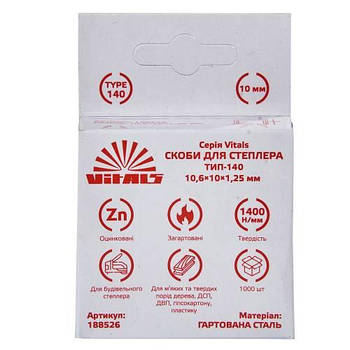 TYPE
140
10 мм
VITALS
Серія Vitals
СКОБИ ДЛЯ СТЕПЛЕРА
ТИП-140
10,6×10×1,25 мм
Zn
1400
Н/мм
Оцинковані
Загартовані
Твердість
Для будівельного
степлера
Для м'яких та твердих
порід дерева, ДСП,
ДВП, гіпсокартону,
пластику
1000 шт
Артикул:
188526
Матеріал:
ГАРТОВАНА СТАЛЬ